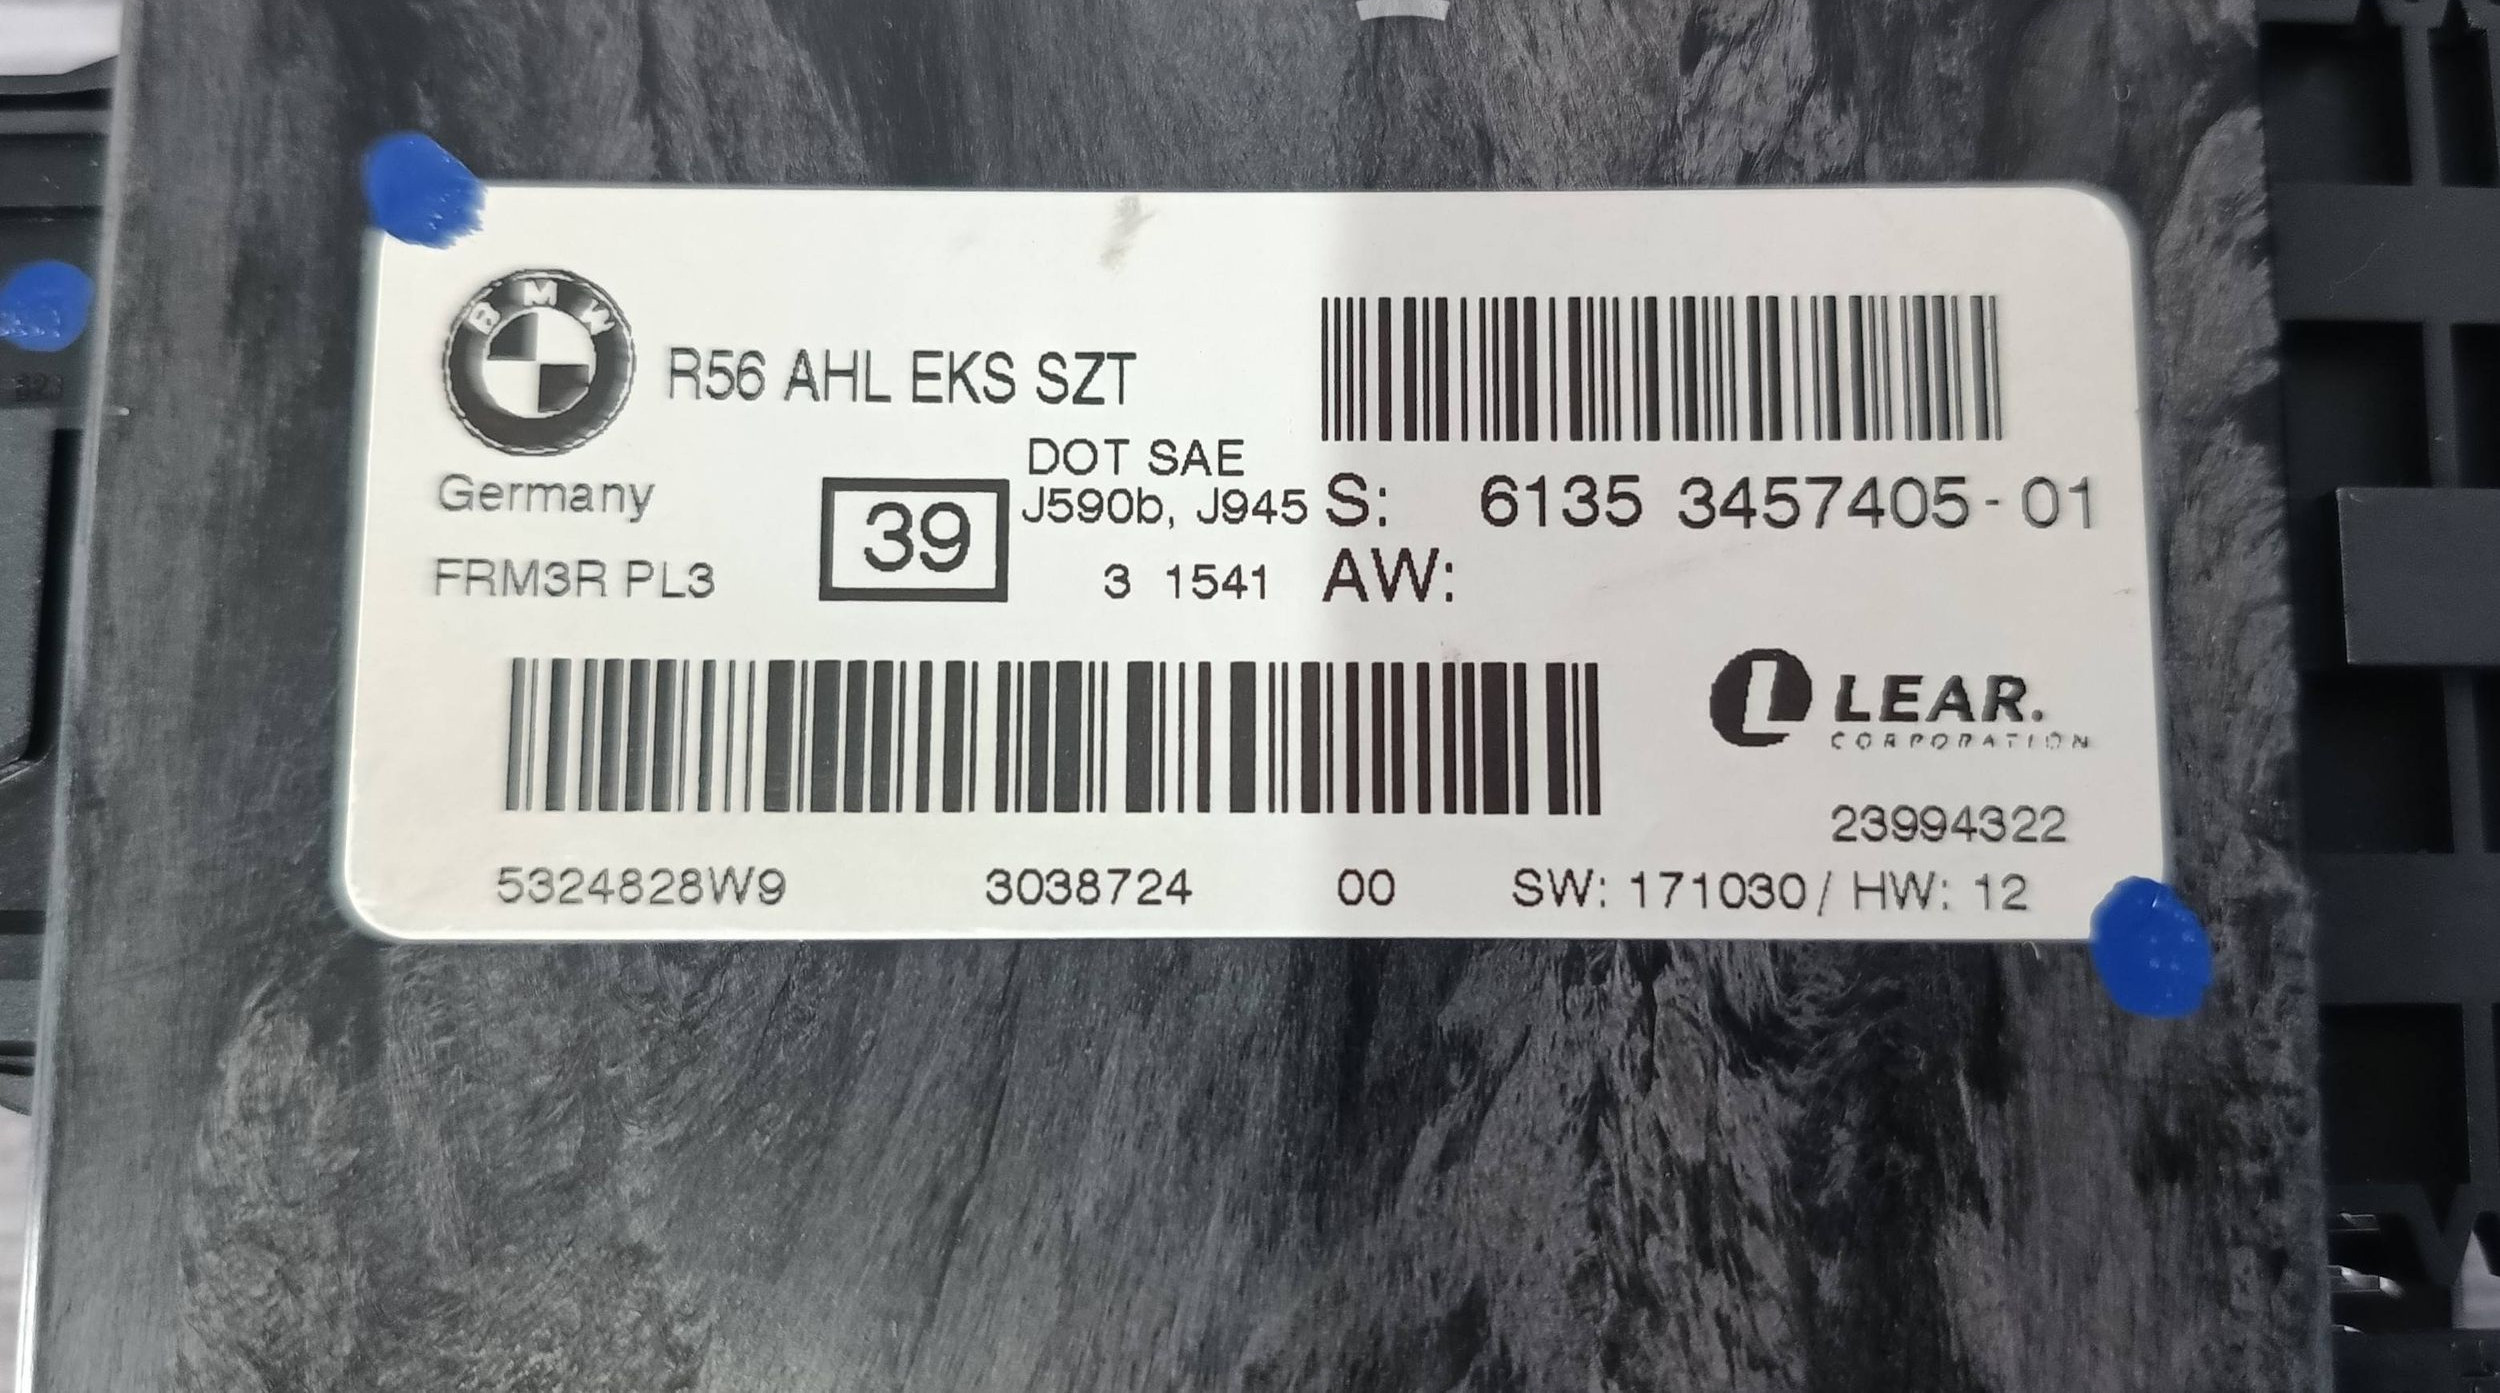 BMW
R56 AHL EKS SZT
DOT SAE
Germany
39
J590b, J945
S: 6135 3457405-01
FRM3R PL3
3 1541
AW:
LEAR.
CORPORATION
23994322
5324828W9 3038724 00 SW: 171030/ HW: 12